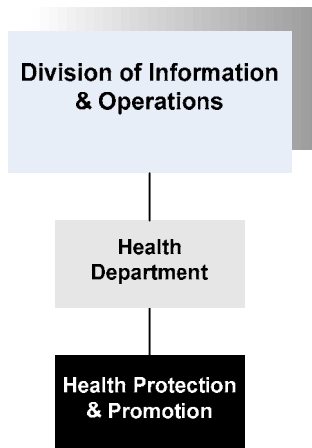 Division of Information
& Operations
Health
Department
Health Protection
& Promotion